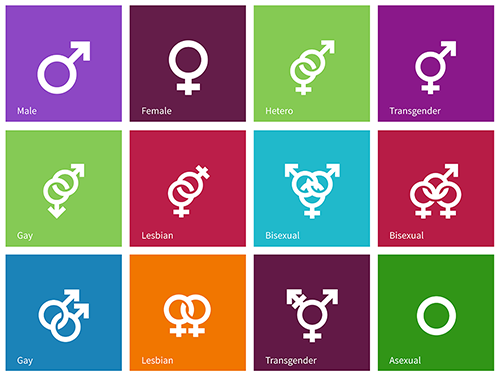 Male
Female
Hetero
Transgender
Gay
Lesbian
Bisexual
Bisexual
Gay
Lesbian
Transgender
Asexual